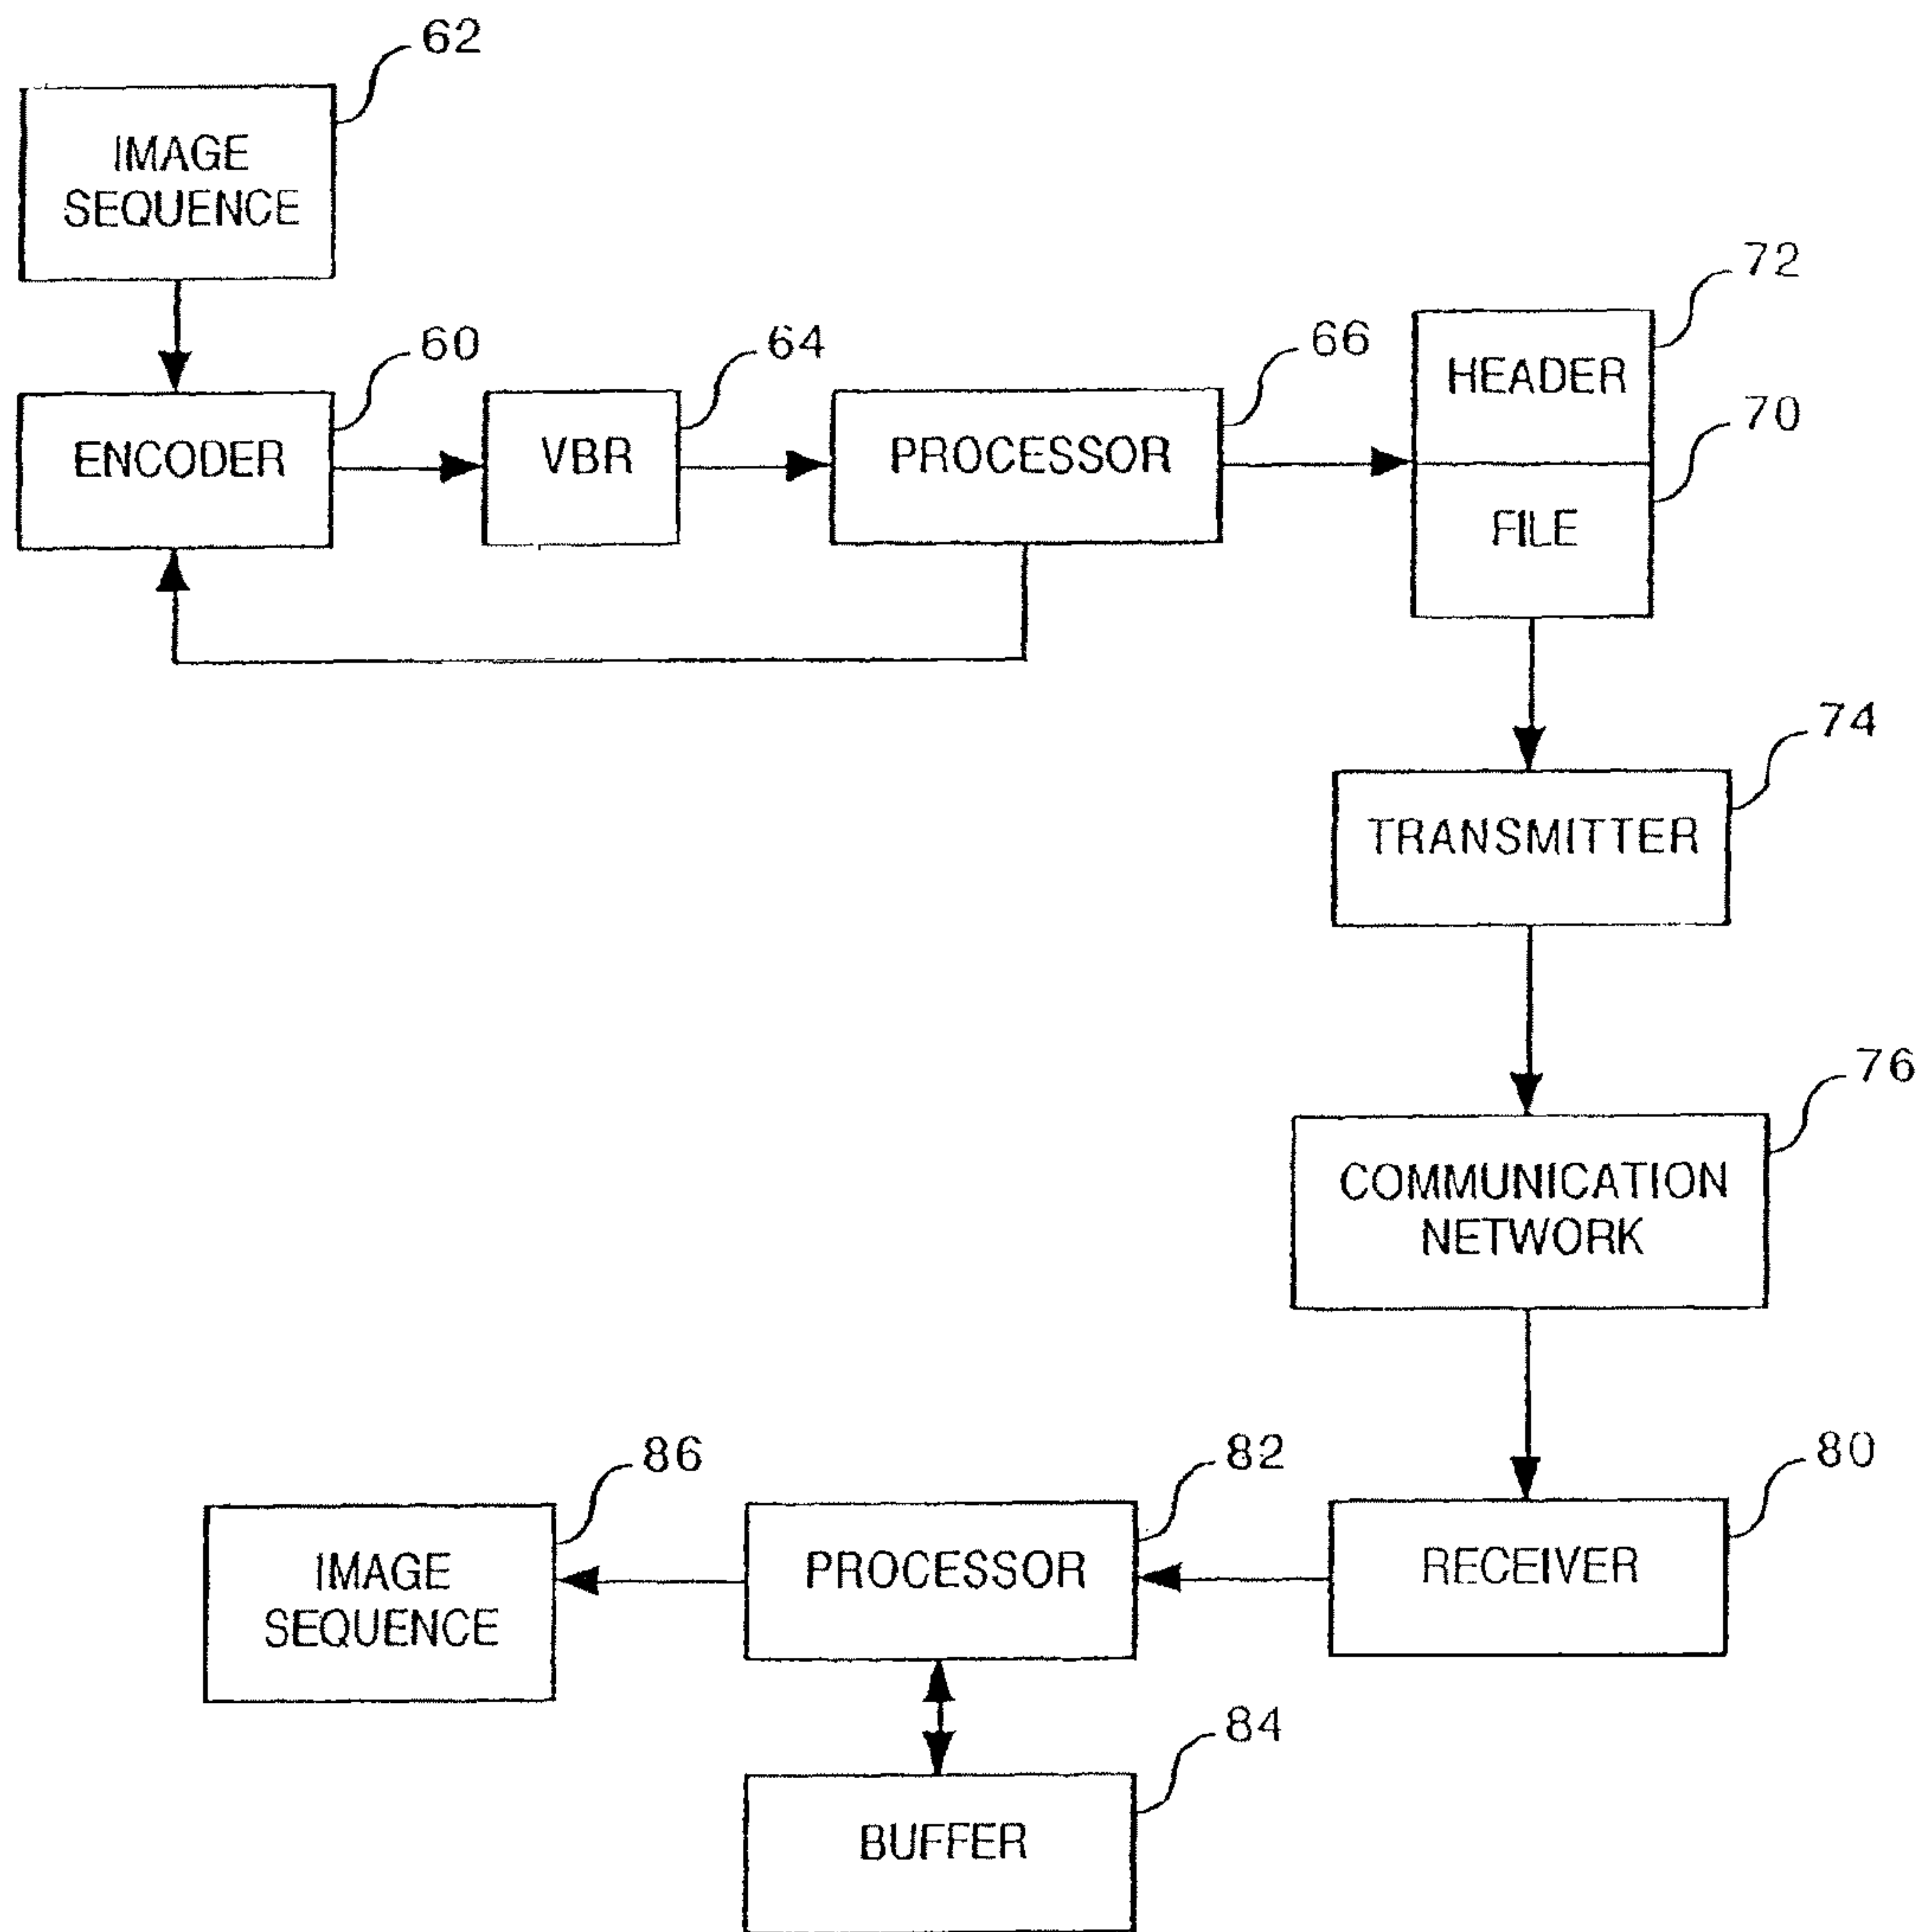 62
IMAGE
SEQUENCE
72
60
64
66
HEADER
70
ENCODER
VBR
PROCESSOR
FILE
74
TRANSMITTER
76
COMMUNICATION
NETWORK
86
82
80
IMAGE
SEQUENCE
PROCESSOR
RECEIVER
84
BUFFER